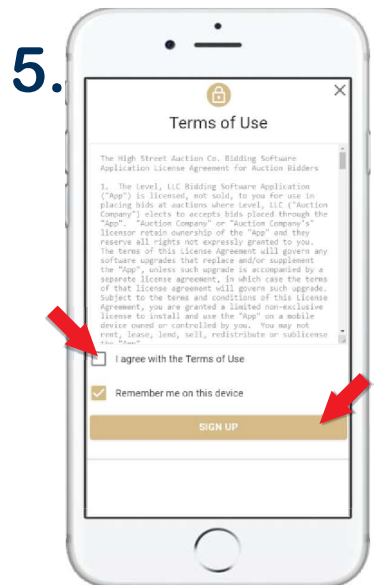 5.
Terms of Use
The High Street Auction Co. Bidding Software
Application License Agreement for Auction Bidders
1. The Level, LLC Bidding Software Application
("App") is licensed, not sold, to you for use in
placing bids at auctions where Level, LLC ("Auction
Company") elects to accepts bids placed through the
"App". "Auction Company" or "Auction Company's"
licensor retain ownership of the "App" and they
reserve all rights not expressly granted to you.
The terms of this License Agreement will govern any
software upgrades that replace and/or supplement
the "App", unless such upgrade is accompanied by a
separate license agreement, in which case the terms
of that license agreement will govern such upgrade.
Subject to the terms and conditions of this License
Agreement, you are granted a limited non-exclusive
license to install and use the "App" on a mobile
device owned or controlled by you. You may not
rent, lease, lend, sell, redistribute or sublicense
the "App"
I agree with the Terms of Use
Remember me on this device
SIGN UP